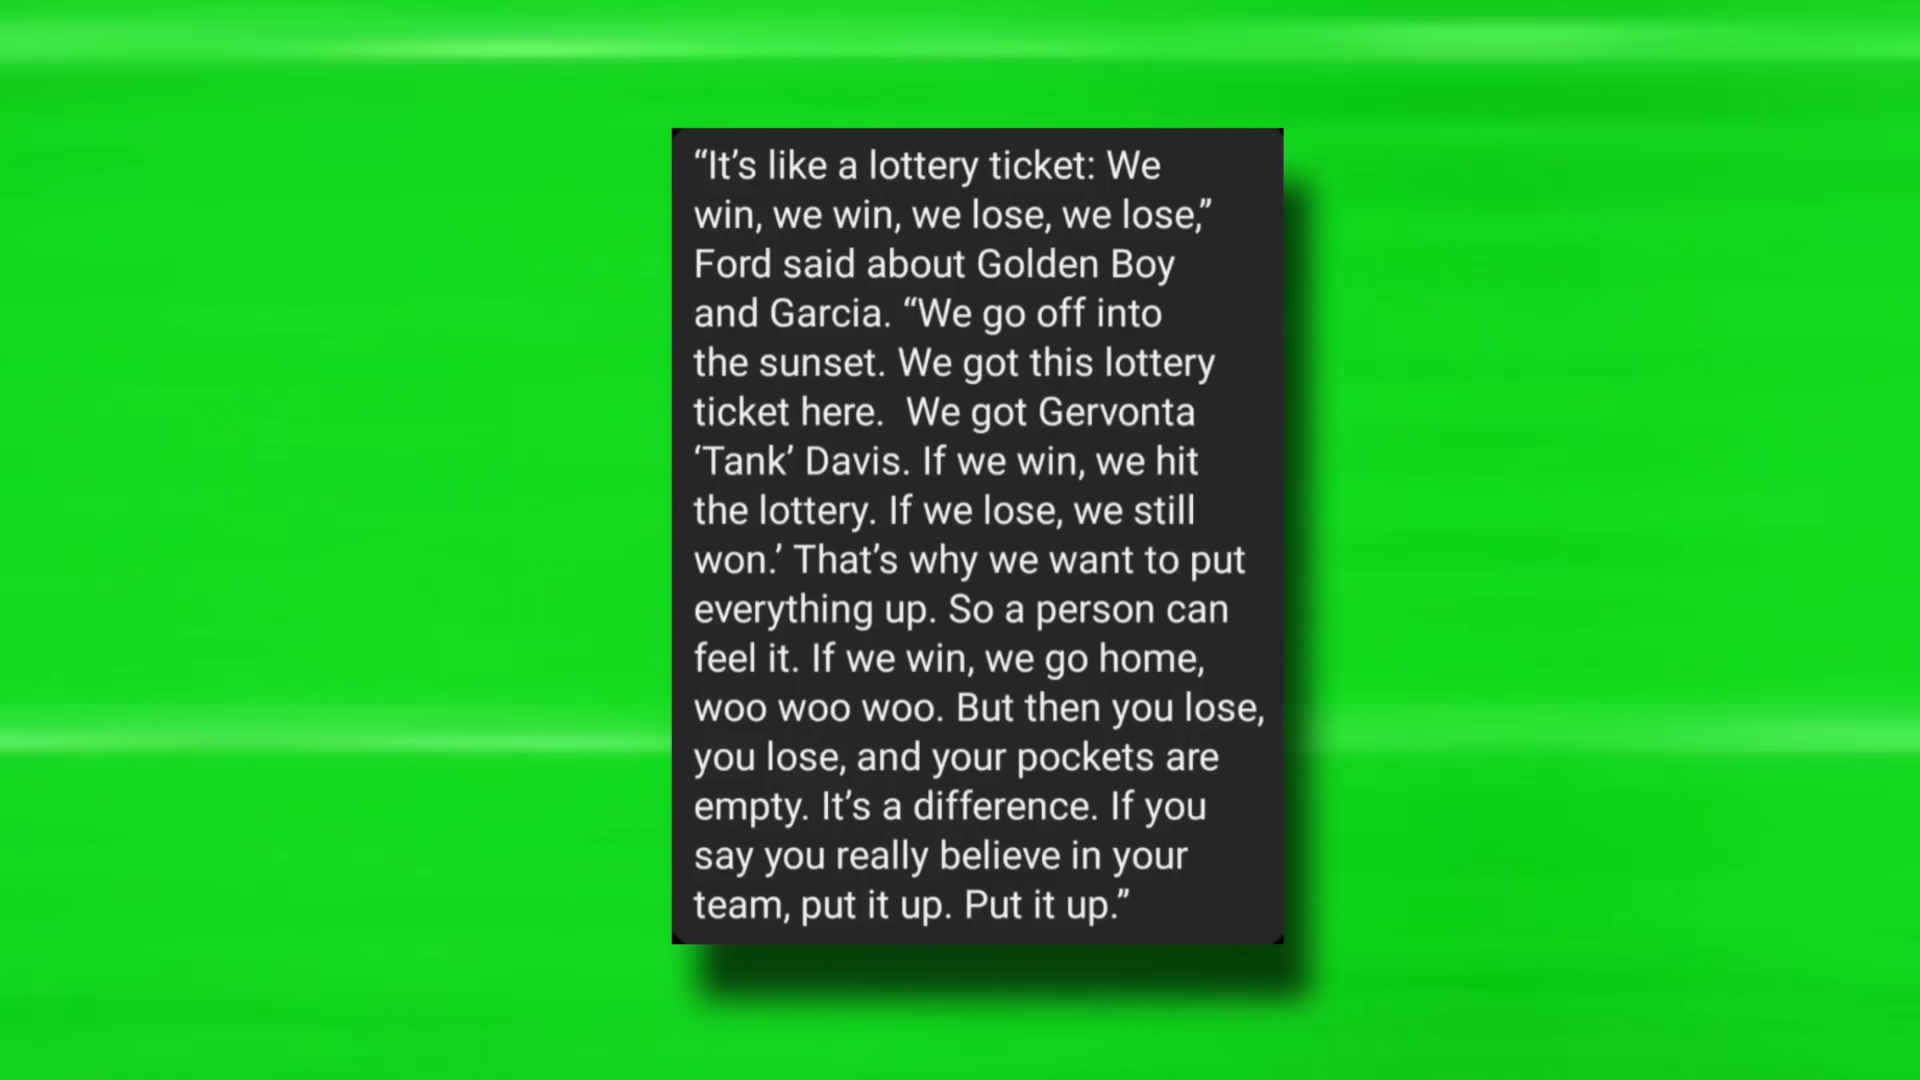 “It’s like a lottery ticket: We
win, we win, we lose, we lose,”
Ford said about Golden Boy
and Garcia. “We go off into
the sunset. We got this lottery
ticket here.  We got Gervonta
‘Tank’ Davis. If we win, we hit
the lottery. If we lose, we still
won.’ That’s why we want to put
everything up. So a person can
feel it. If we win, we go home,
woo woo woo. But then you lose,
you lose, and your pockets are
empty. It’s a difference. If you
say you really believe in your
team, put it up. Put it up.”